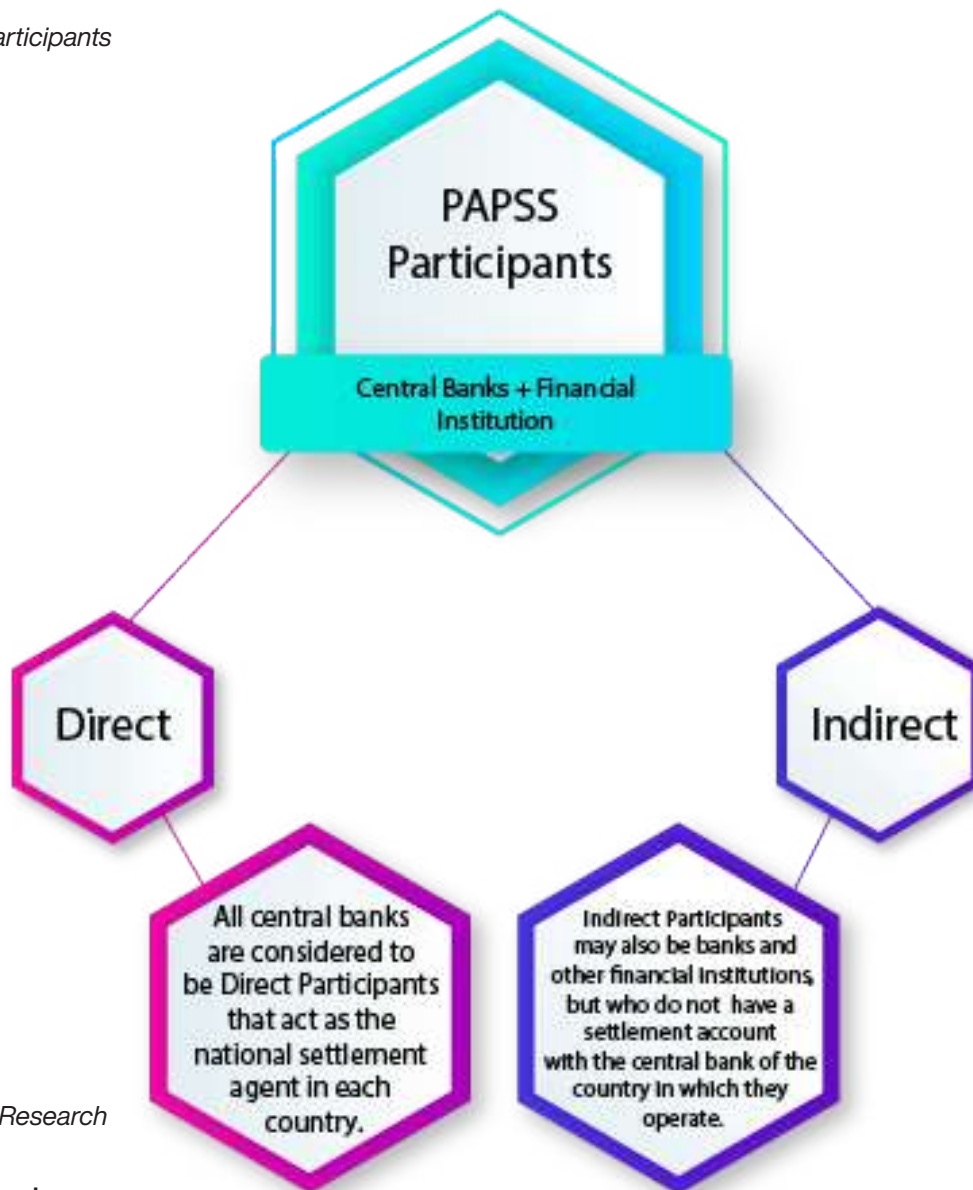 articipants
PAPSS
Participants
Central Banks + Financial
Institution
Direct
Indirect
All central banks
are considered to
be Direct Participants
that act as the
national settlement
agent in each
country.
Indirect Participants
may also be banks and
other financial institutions,
but who do not have a
settlement account
with the central bank of the
country in which they
operate.
Research